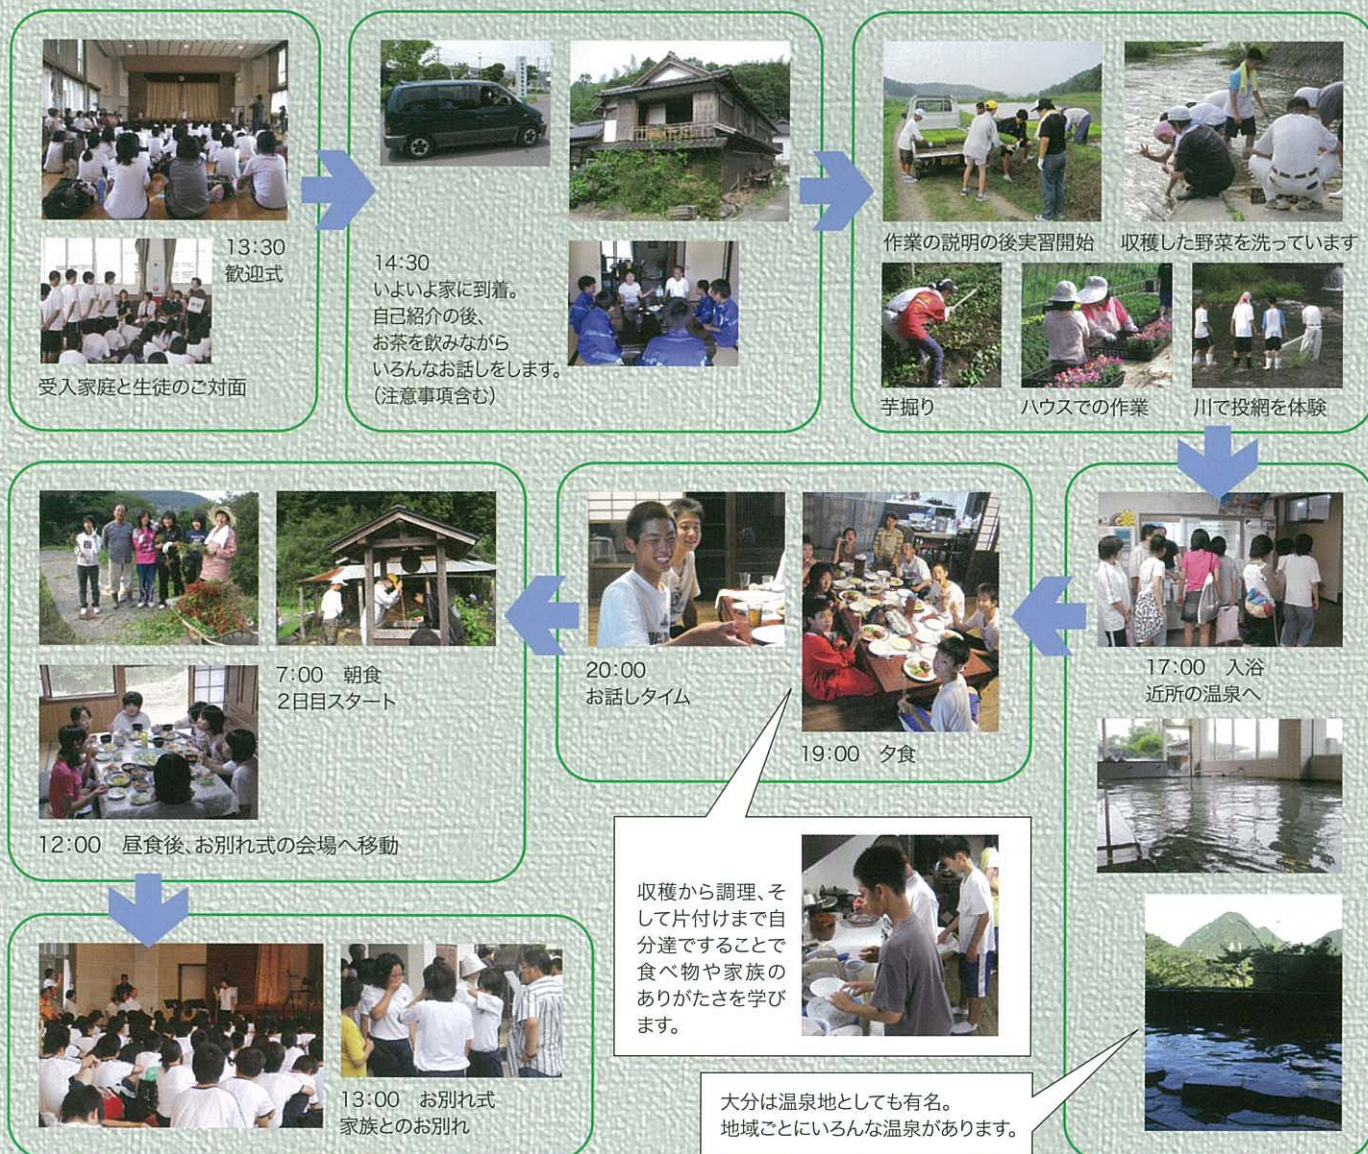 13:30
歓迎式
受入家庭と生徒のご対面
14:30
いよいよ家に到着。
自己紹介の後、
お茶を飲みながら
いろんなお話しをします。
（注意事項含む）
作業の説明の後実習開始
収穫した野菜を洗っています
芋掘り
ハウスでの作業
川で投網を体験
17:00　入浴
近所の温泉へ
大分は温泉地としても有名。
地域ごとにいろんな温泉があります。
19:00　夕食
収穫から調理、そ
して片付けまで自
分達ですることで
食べ物や家族の
ありがたさを学び
ます。
20:00
お話しタイム
7:00　朝食
2日目スタート
12:00　昼食後、お別れ式の会場へ移動
13:00　お別れ式
家族とのお別れ